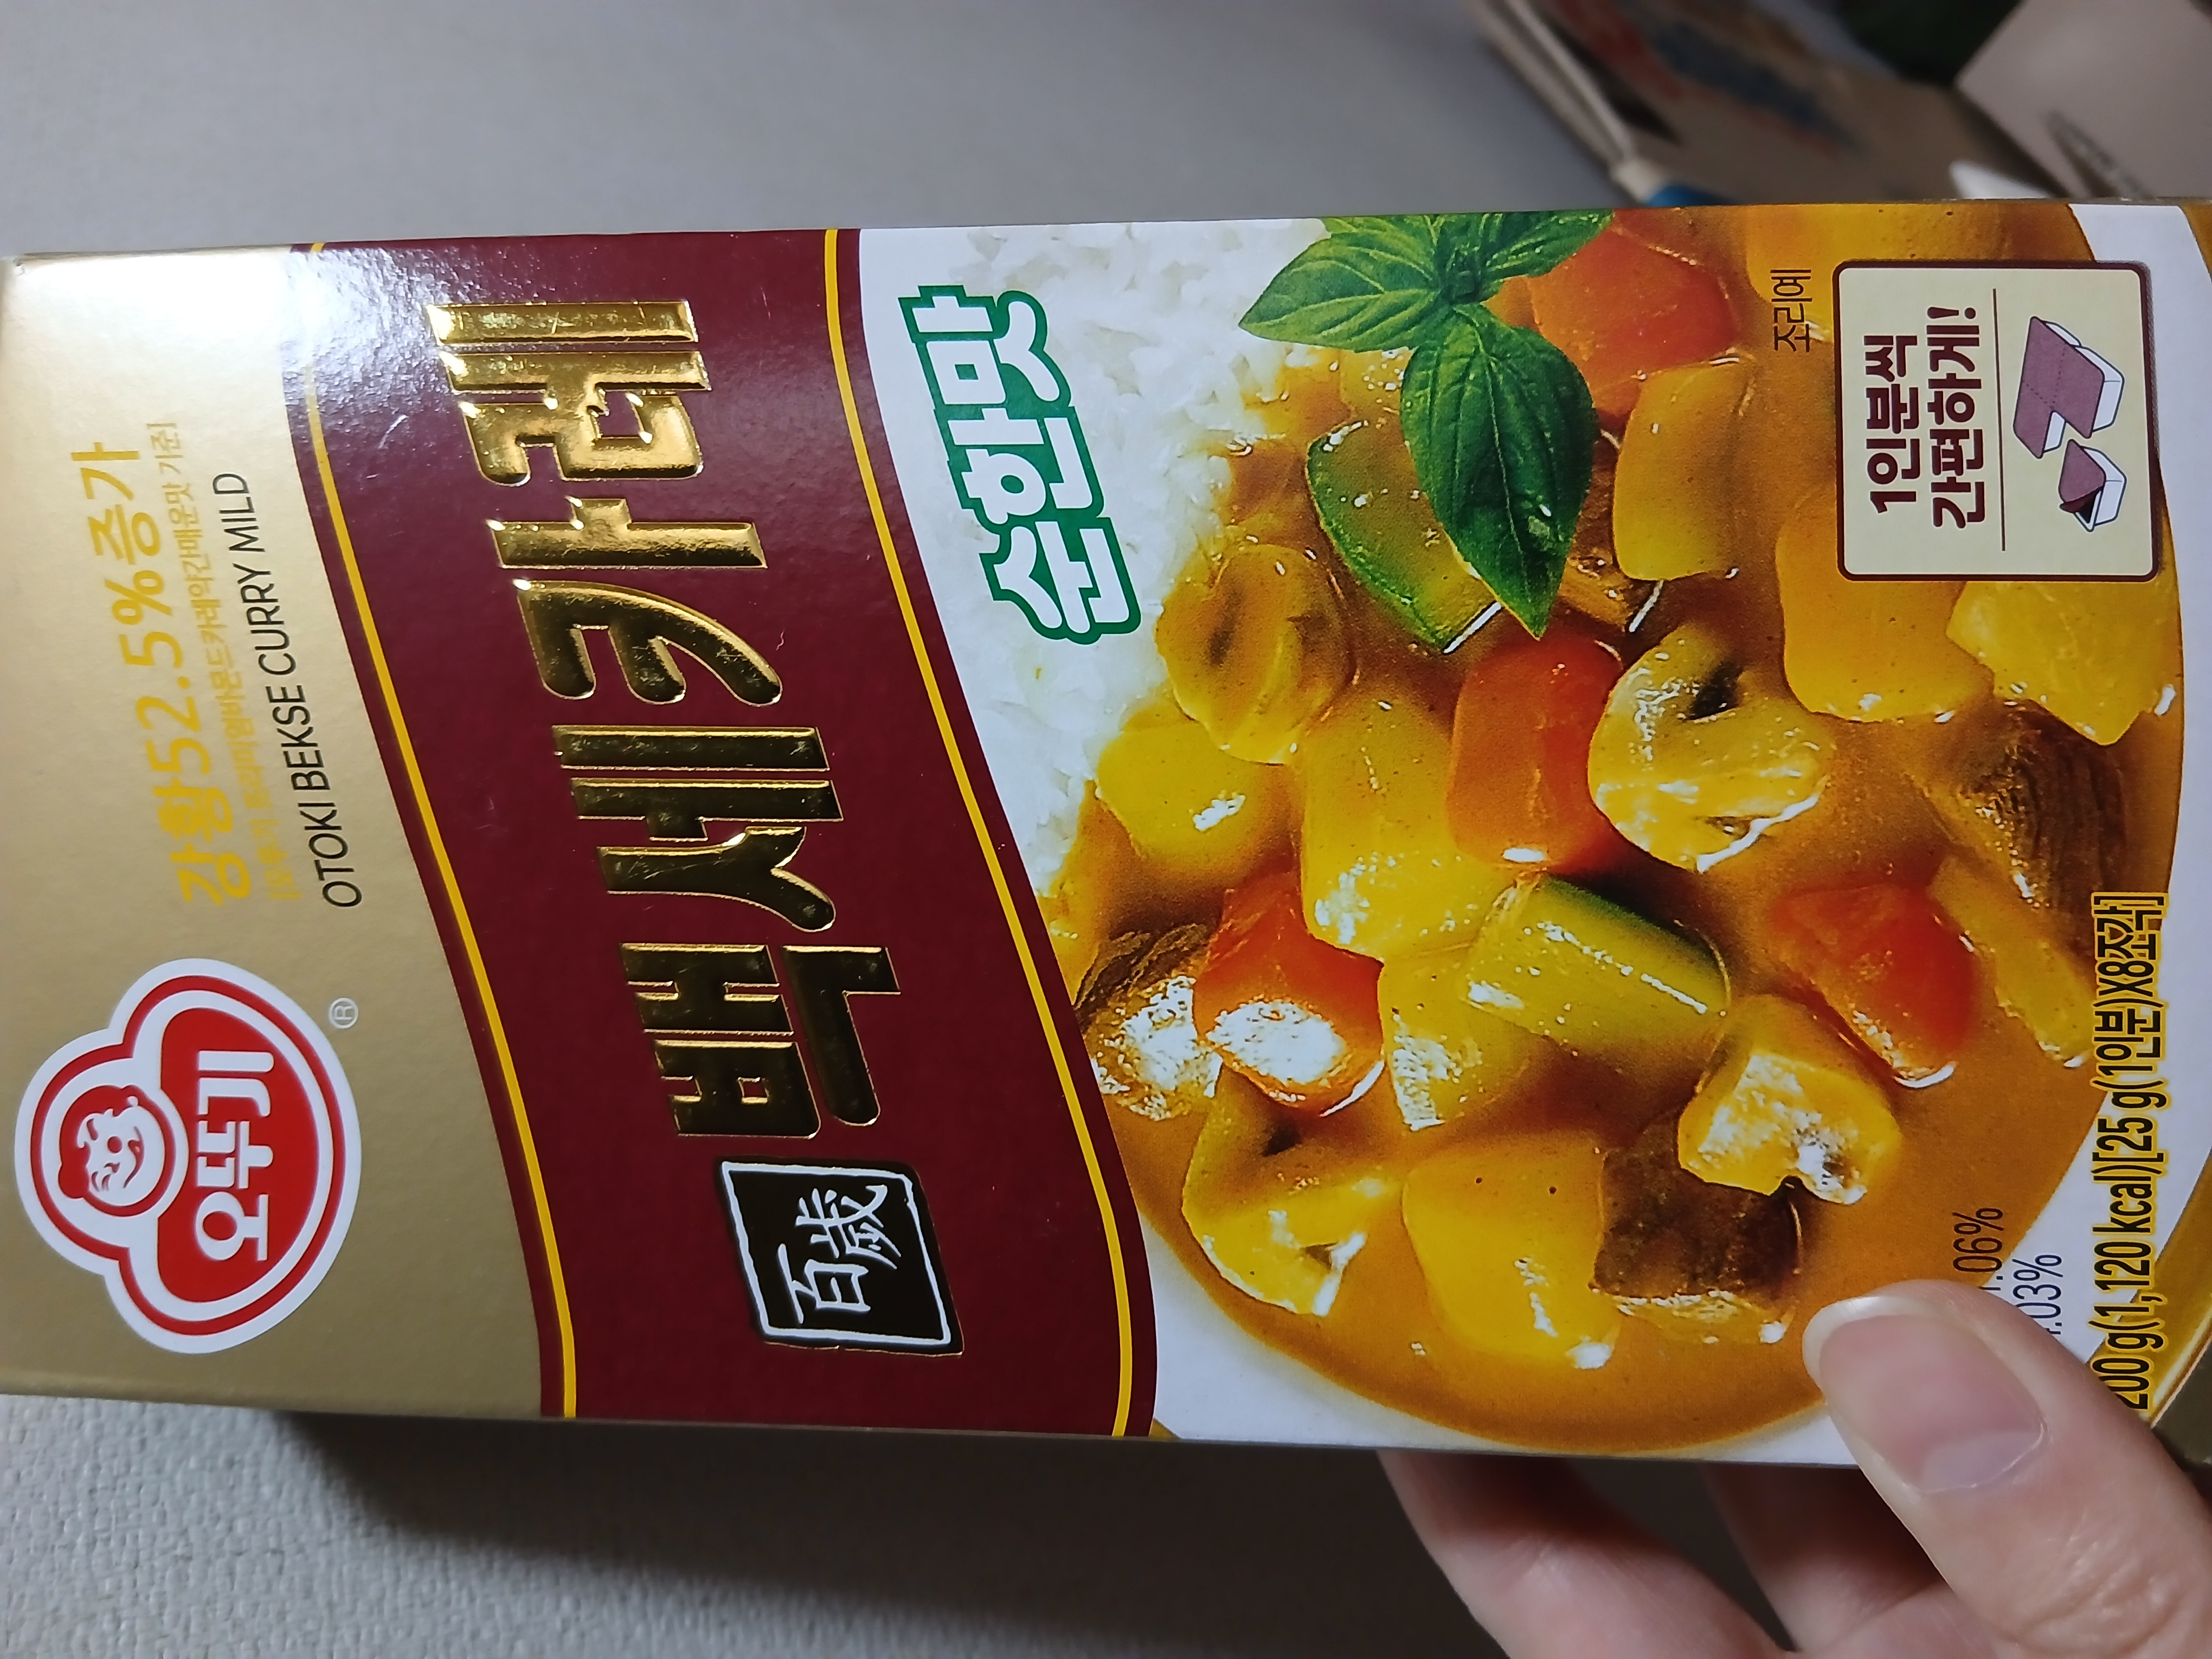 오뚜기
®
강황52.5%증가
[오뚜기 프리미엄바몬드카레약간매운맛 기준]
OTOKI BEKSE CURRY MILD
百歲
백세카레
순한맛
조리예
1인분씩
간편하게!
.06%
.03%
200 g(1,120 kcal)[25 g(1인분)X8조각]